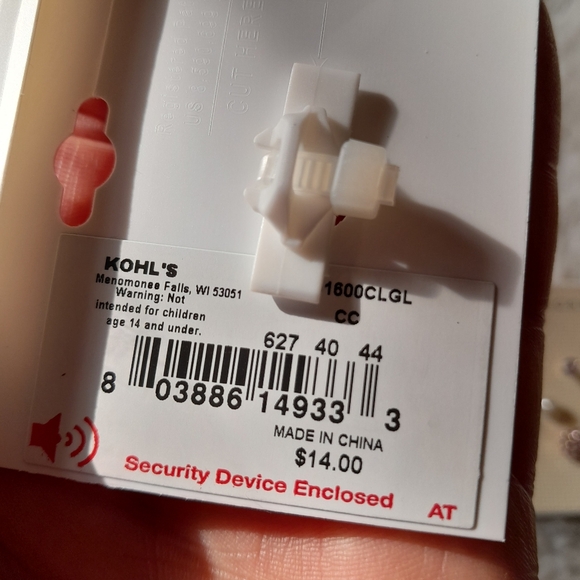 KOHL'S
Menomonee Falls, WI 53051
Warning: Not
intended for children
age 14 and under.
1600CLGL
CC
627 40 44
8 03886 14933 3
MADE IN CHINA
$14.00
Security Device Enclosed
AT